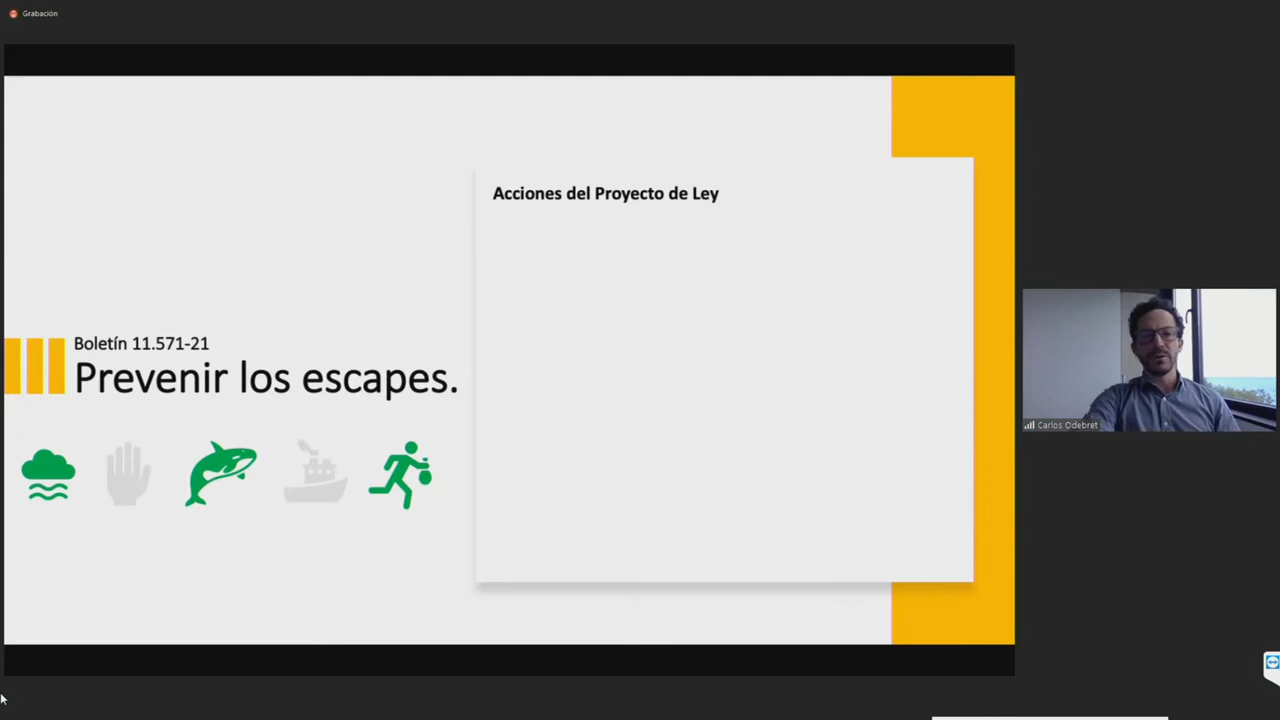 Grabación
Acciones del Proyecto de Ley
Boletín 11.571-21
Prevenir los escapes.
Carlos Odebret